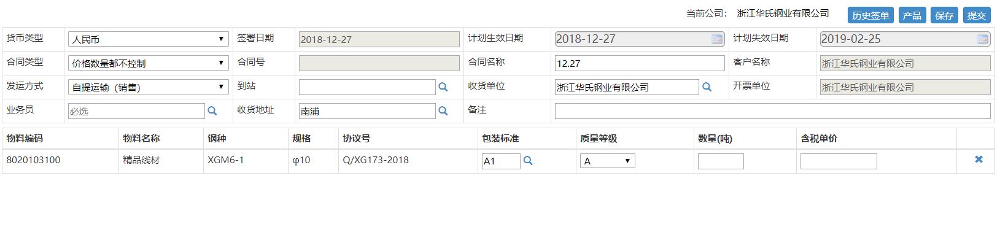 当前公司： 浙江华氏钢业有限公司 历史签单 产品 保存 提交
货币类型 人民币 签署日期 2018-12-27 计划生效日期 2018-12-27 计划失效日期 2019-02-25
合同类型 价格数量都不控制 合同号 合同名称 12.27 客户名称 浙江华氏钢业有限公司
发运方式 自提运输（销售） 到站 收货单位 浙江华氏钢业有限公司 开票单位 浙江华氏钢业有限公司
业务员 必选 收货地址 南浦 备注
物料编码 物料名称 钢种 规格 协议号 包装标准 质量等级 数量(吨) 含税单价
8020103100 精品线材 XGM6-1 φ10 Q/XG173-2018 A1 A